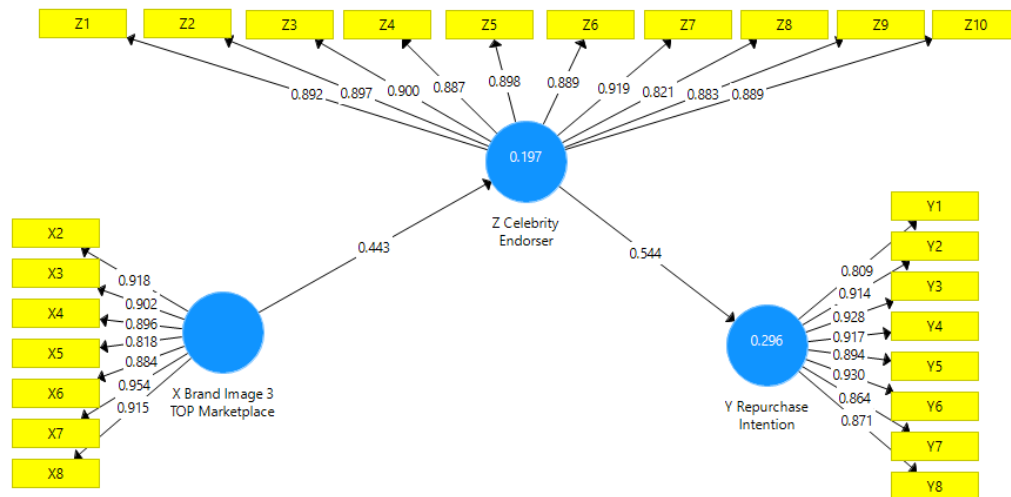 Z1 Z2 Z3 Z4 Z5 Z6 Z7 Z8 Z9 Z10
0.892 0.897 0.900 0.887 0.898 0.889 0.919 0.821 0.883 0.889
0.197
Z Celebrity
Endorser
0.443
0.544
X2
X3
X4
X5
X6
X7
X8
0.918
0.902
0.896
0.818
0.884
0.954
0.915
X Brand Image 3
TOP Marketplace
Y1
Y2
Y3
Y4
Y5
Y6
Y7
Y8
0.809
0.914
0.928
0.917
0.894
0.930
0.864
0.871
0.296
Y Repurchase
Intention